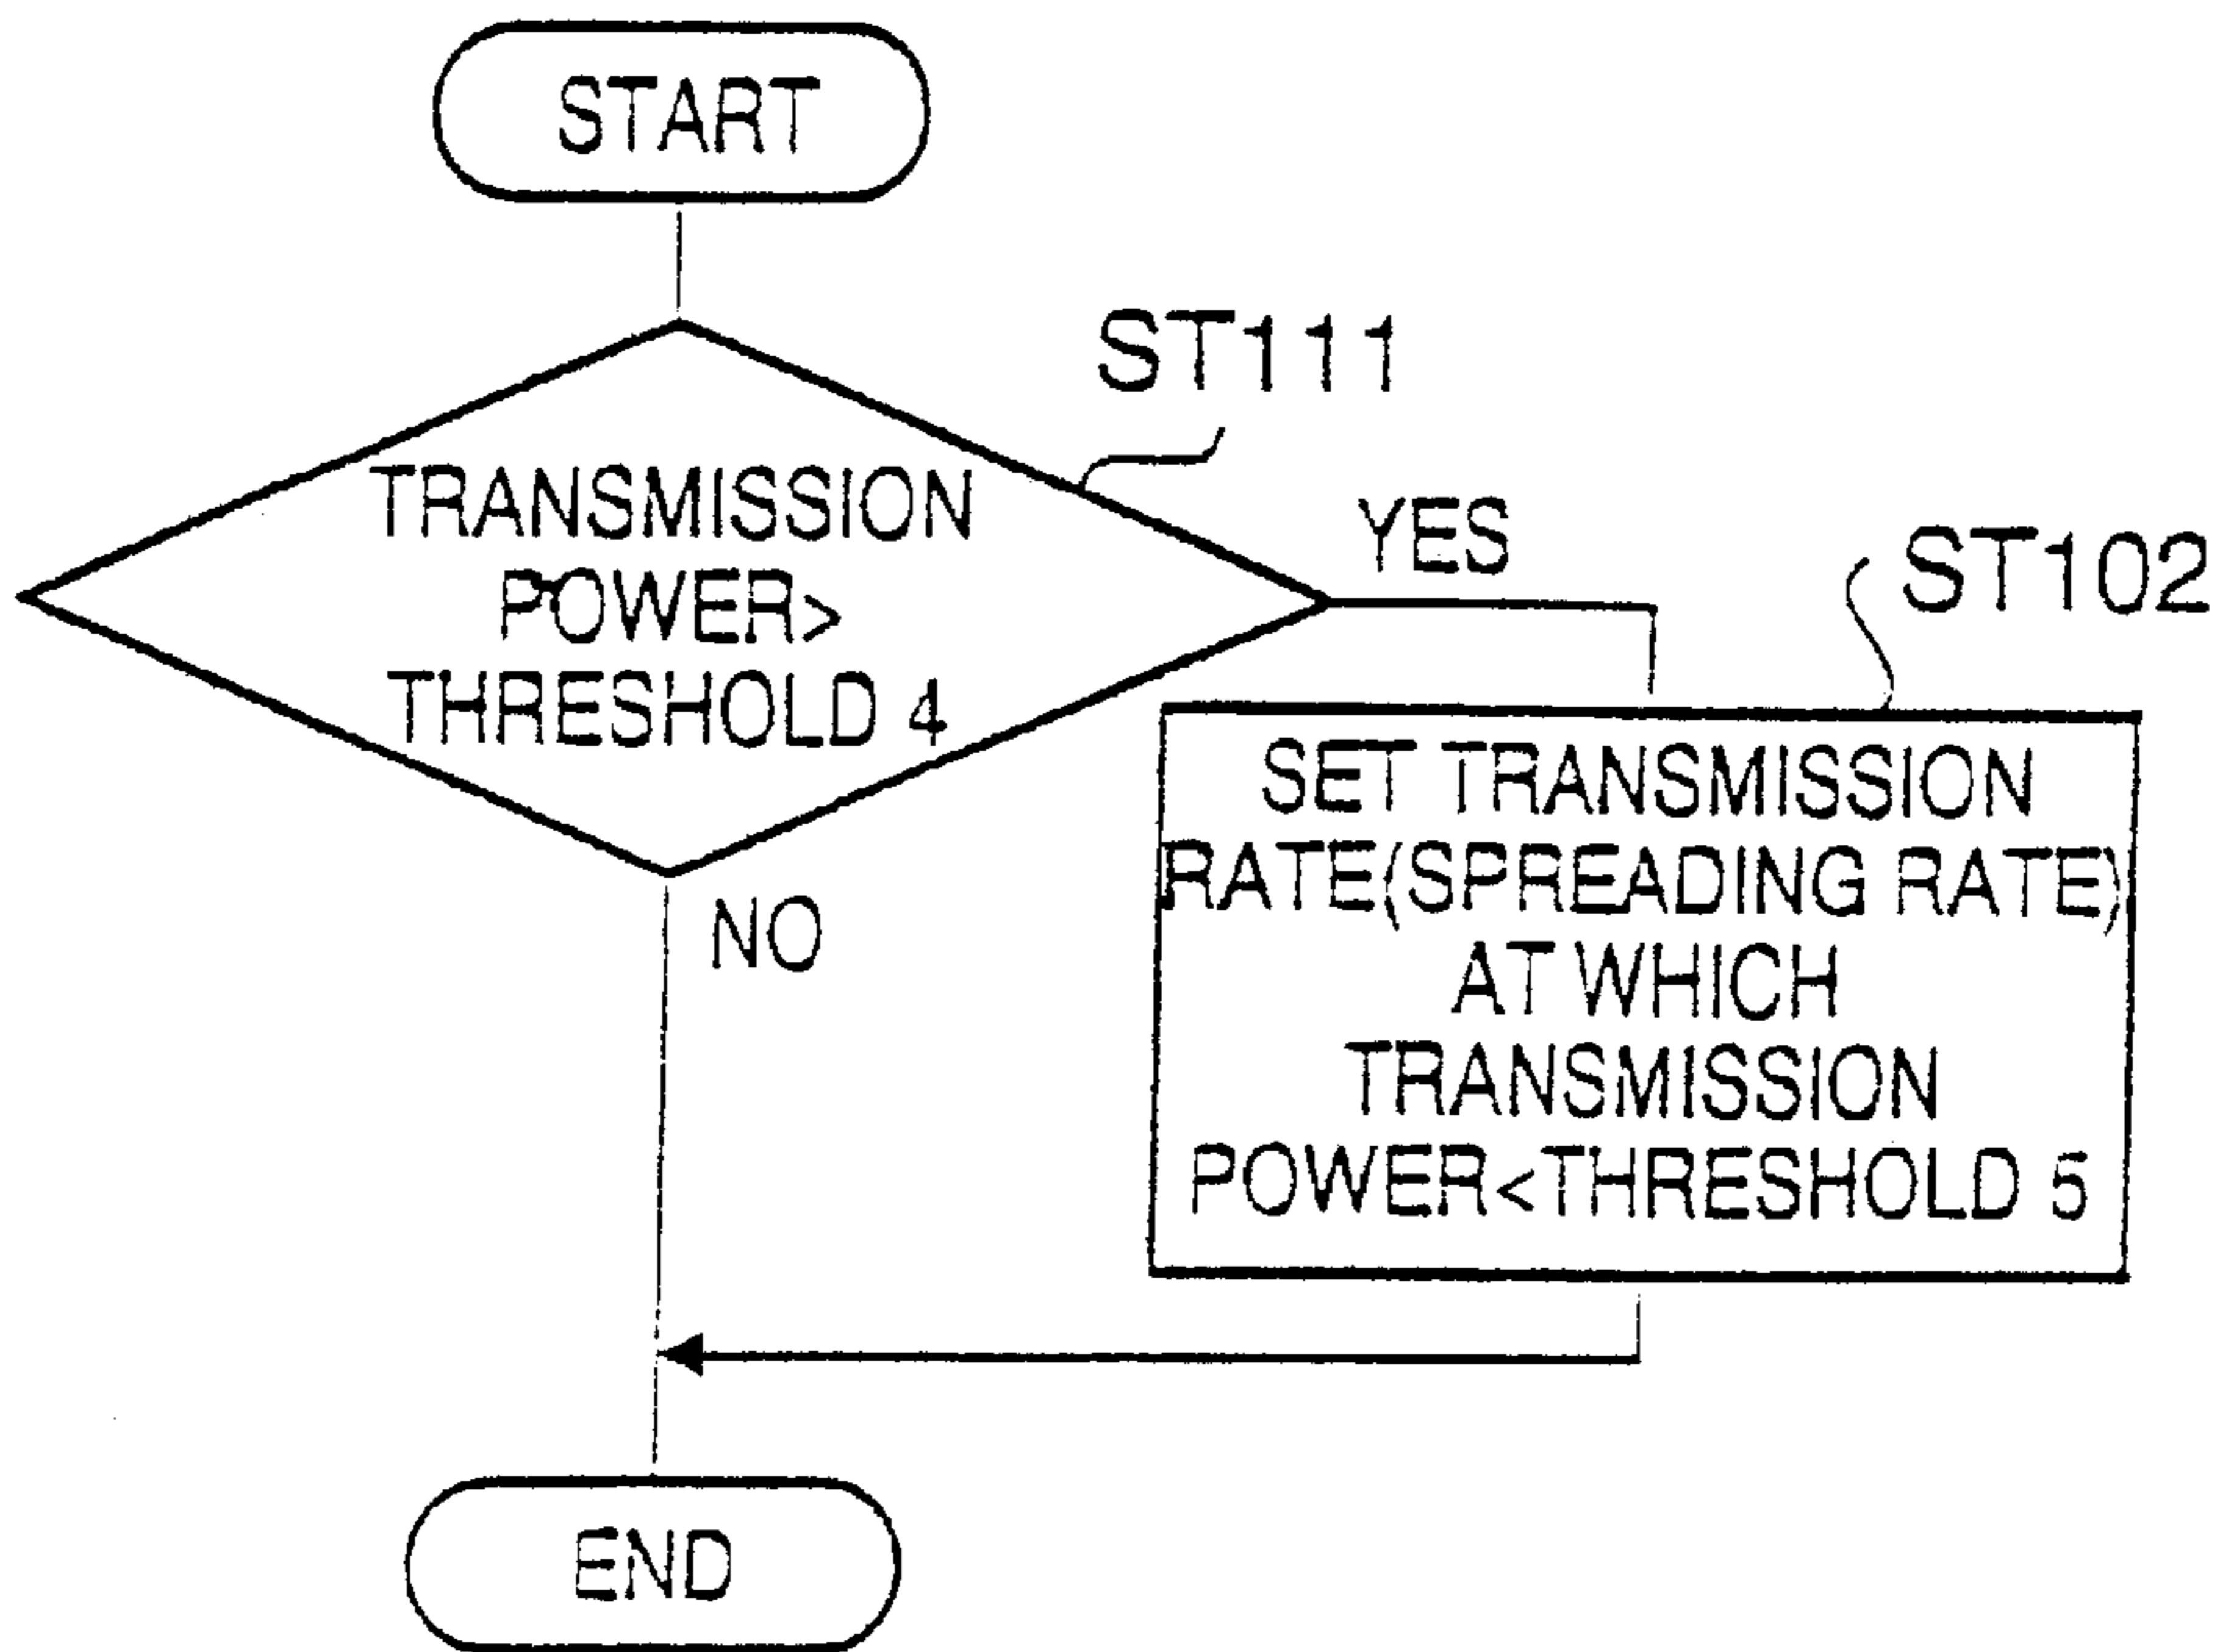 START
ST111
TRANSMISSION
POWER>
THRESHOLD 4
YES
ST102
SET TRANSMISSION
RATE(SPREADING RATE)
AT WHICH
TRANSMISSION
POWER<THRESHOLD 5
NO
END